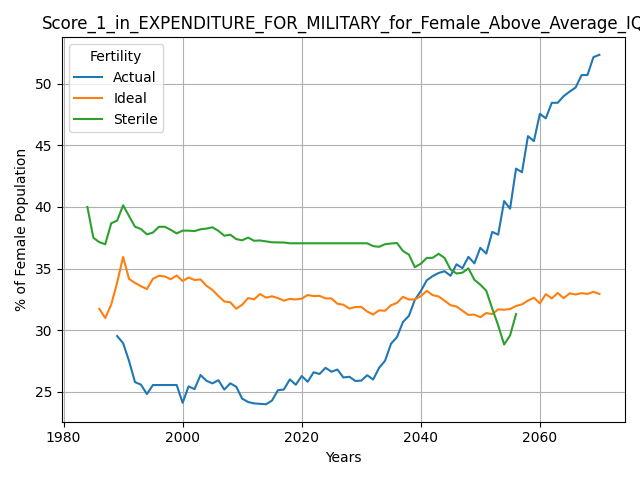 Score_1_in_EXPENDITURE_FOR_MILITARY_for_Female_Above_Average_IQ
Fertility
Actual
Ideal
Sterile
% of Female Population
50
45
40
35
30
25
1980
2000
2020
2040
2060
Years